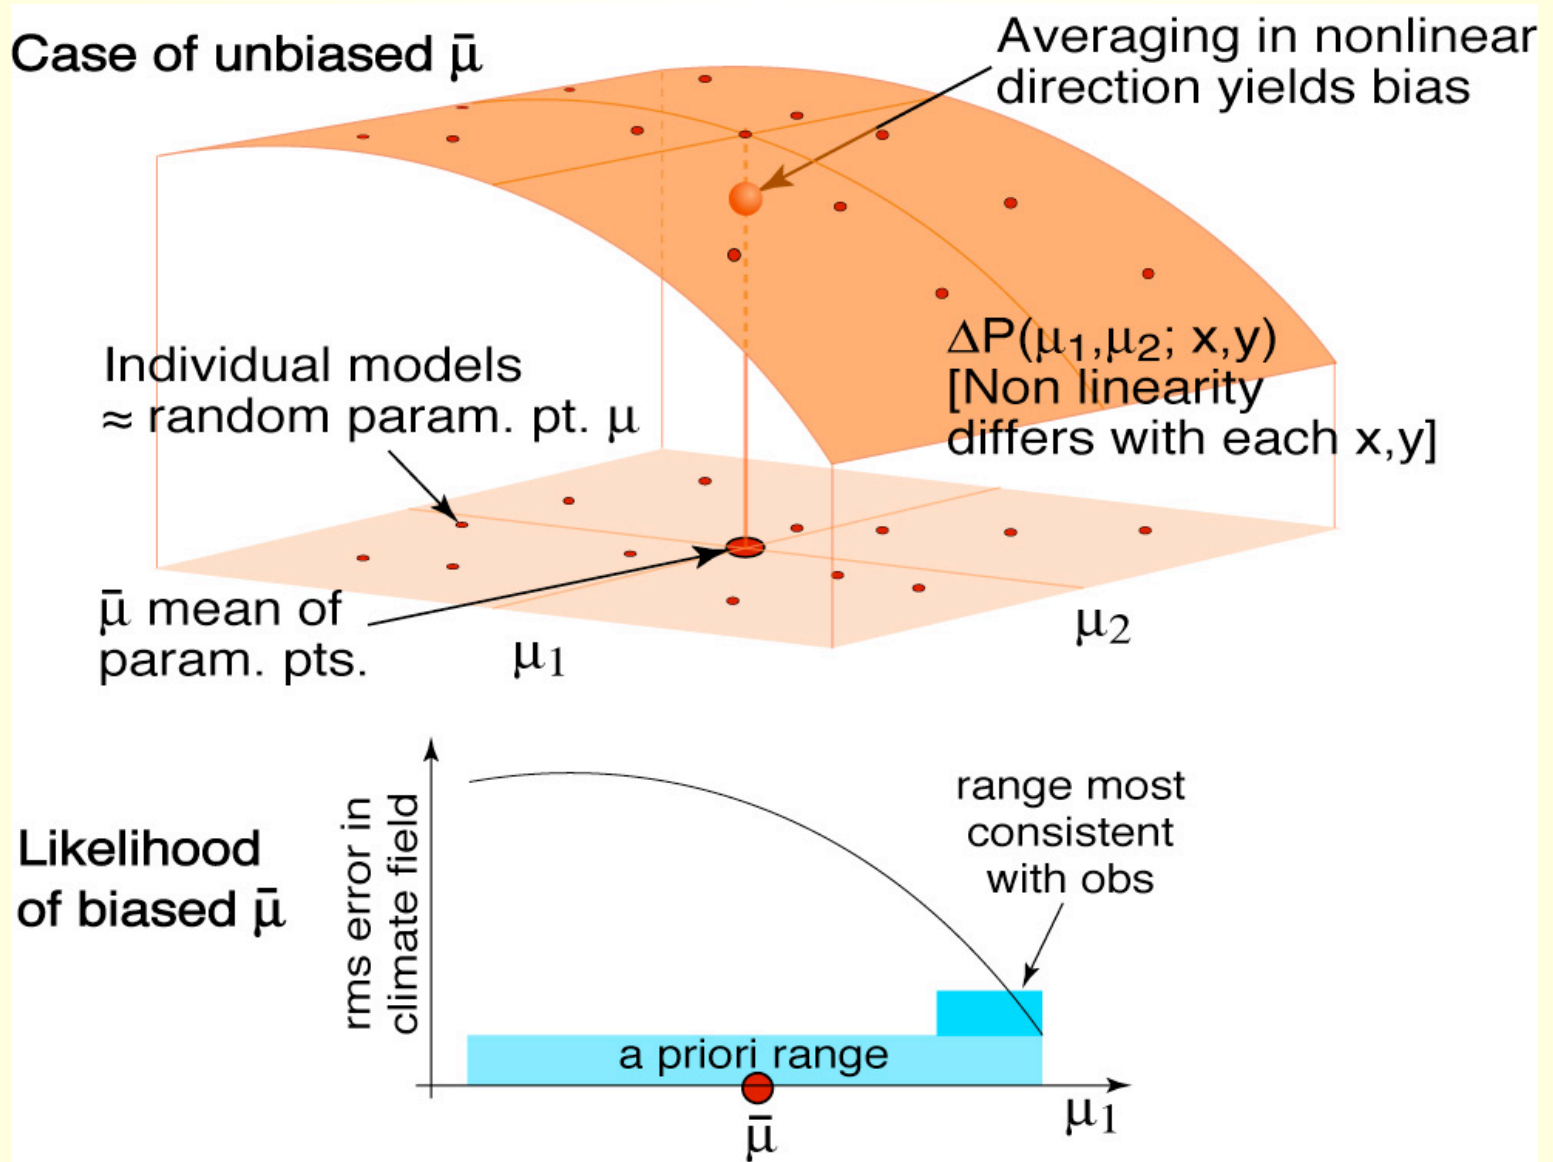 Case of unbiased μ̄
Averaging in nonlinear
direction yields bias
Individual models
≈ random param. pt. μ
ΔP(μ₁,μ₂; x,y)
[Non linearity
differs with each x,y]
μ̄ mean of
param. pts.
μ₁
μ₂
Likelihood
of biased μ̄
rms error in
climate field
range most
consistent
with obs
a priori range
μ̄
μ₁